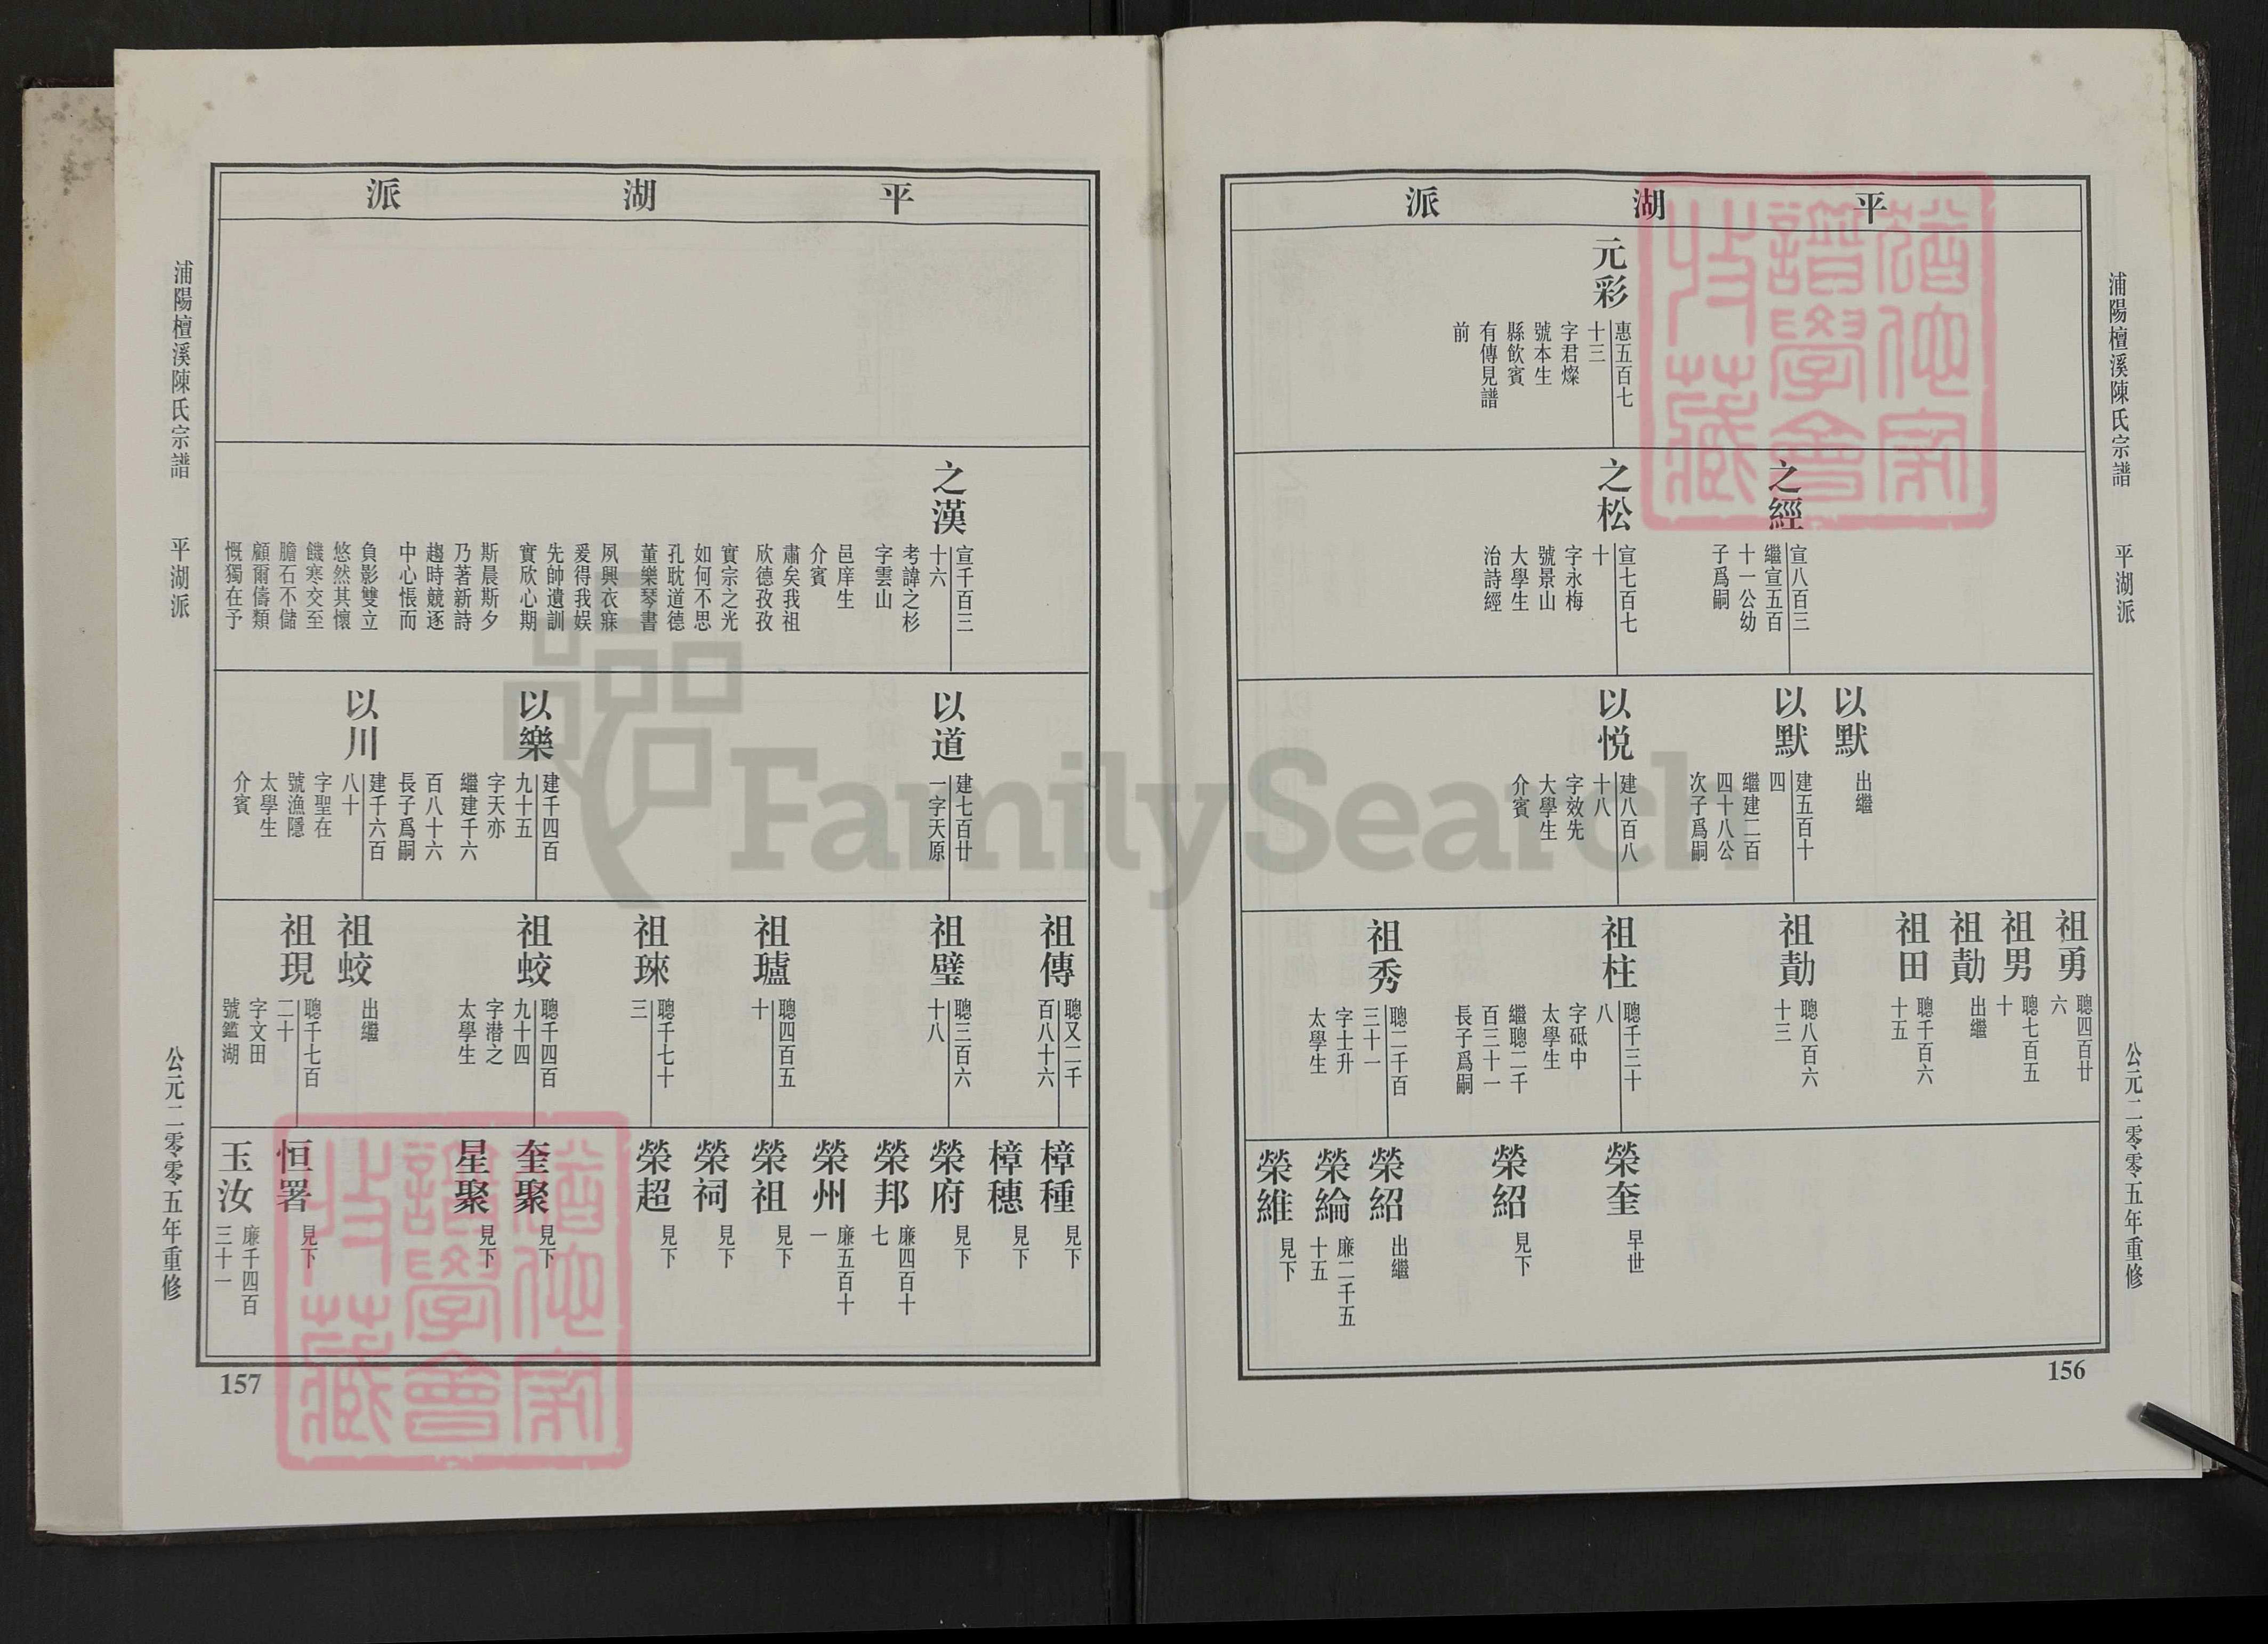 浦陽檀溪陳氏宗譜
平湖派
公元二零零五年重修
平湖派
元彩
惠五百七
十三
字君燦
號本生
縣飲賓
有傳見譜
前
之經
宣八百三
繼宣五百
十一公幼
子爲嗣
之松
宣七百七
十
字永梅
號景山
大學生
治詩經
以默
出繼
以默
建五百十
四
繼建二百
四十八公
次子爲嗣
以悦
建八百八
十八
字效先
大學生
介賓
祖勇
聰四百廿
六
祖男
聰七百五
十
祖勣
出繼
祖田
聰千百六
十五
祖勣
聰八百六
十三
祖柱
聰千三十
八
字砥中
太學生
繼聰二千
百三十一
長子爲嗣
祖秀
聰二千百
三十一
字士升
太學生
榮奎
早世
榮紹
見下
榮紹
出繼
榮綸
廉二千五
十五
榮維
見下
156
平湖派
之漢
宣千百三
十六
考諱之杉
字雲山
邑庠生
介賓
肅矣我祖
欣德孜孜
實宗之光
如何不思
孔耽道德
董樂琴書
夙興衣寐
爰得我娱
先師遺訓
實欣心期
斯晨斯夕
乃著新詩
趨時競逐
中心悵而
負影雙立
悠然其懷
饑寒交至
膽石不儲
顧爾儔類
慨獨在予
以道
建七百廿
一字天原
以樂
建千四百
九十五
字天亦
繼建千六
百八十六
長子爲嗣
以川
建千六百
八十
字聖在
號漁隱
太學生
介賓
祖傳
聰又二千
百八十六
祖璧
聰三百六
十八
祖瓐
聰四百五
十
祖琜
聰千七十
三
祖蛟
聰千四百
九十四
字潜之
太學生
祖蛟
出繼
祖現
聰千七百
二十
字文田
號鑑湖
樟種
見下
樟穗
見下
榮府
見下
榮邦
廉四百十
七
榮州
廉五百十
一
榮祖
見下
榮祠
見下
榮超
見下
奎聚
見下
星聚
見下
恒署
見下
玉汝
廉千四百
三十一
浦陽檀溪陳氏宗譜
平湖派
公元二零零五年重修
157
FamilySearch